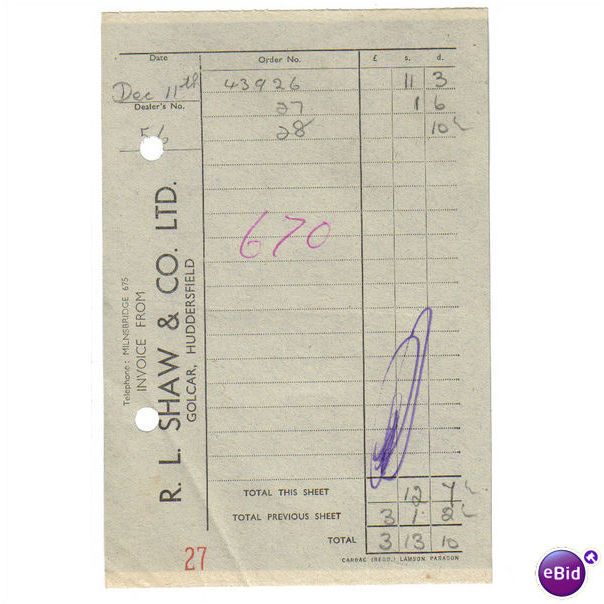 Date Order No. £ s. d.
Dec 11th 43926 11 3
Dealer's No. 27 1 6
56 28 10½
670
Telephone: MILNSBRIDGE 675
INVOICE FROM
R. L. SHAW & CO. LTD.
GOLCAR, HUDDERSFIELD
TOTAL THIS SHEET 12 7½
TOTAL PREVIOUS SHEET 3 1 2½
TOTAL 3 13 10
CARBAC (REGD.) LAMSON PARAGON
27
eBid